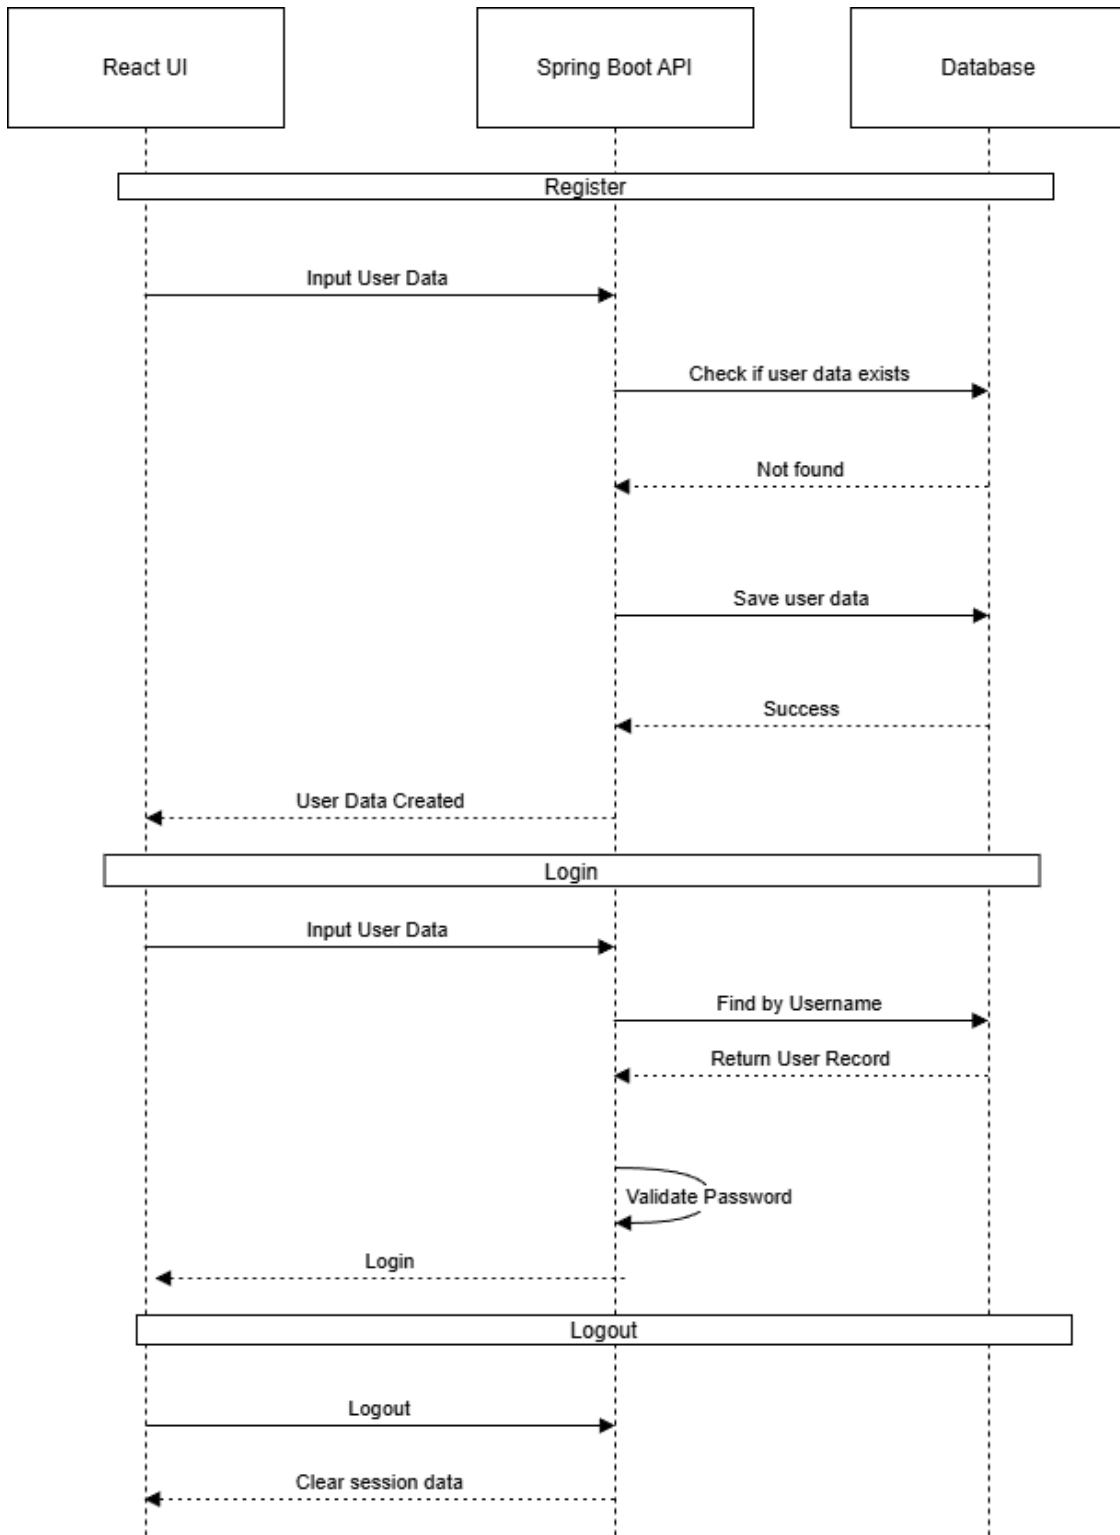 React UI
Spring Boot API
Database
Register
Input User Data
Check if user data exists
Not found
Save user data
Success
User Data Created
Login
Input User Data
Find by Username
Return User Record
Validate Password
Login
Logout
Logout
Clear session data